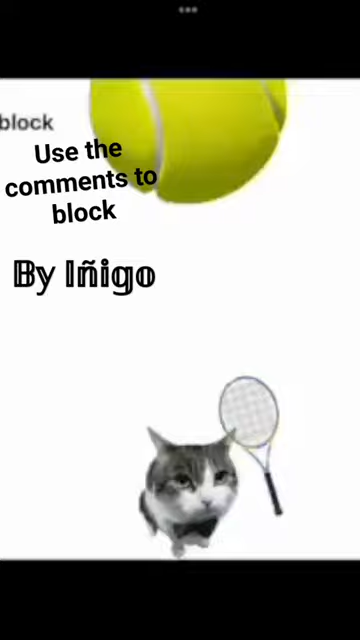 block
Use the
comments to
block
By Iñigo